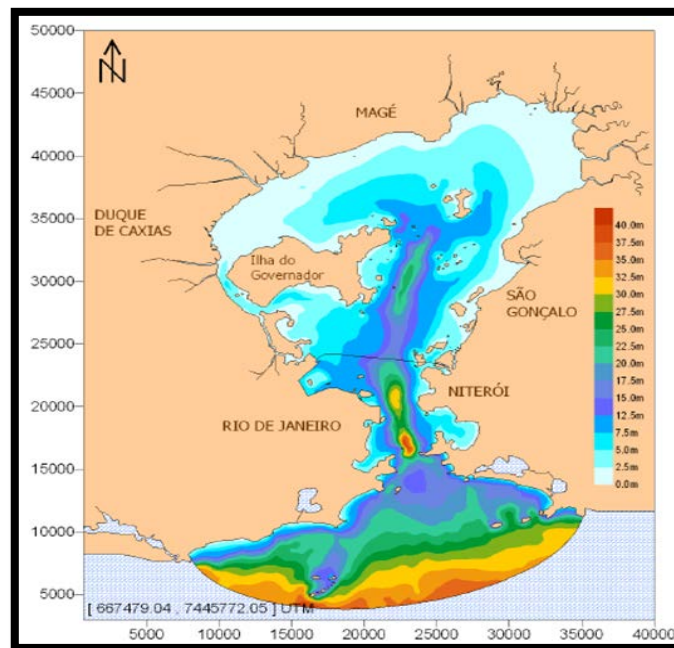 50000
45000
40000
35000
30000
25000
20000
15000
10000
5000
N
MAGÉ
DUQUE
DE CAXIAS
Ilha do
Governador
SÃO
GONÇALO
NITERÓI
RIO DE JANEIRO
40.0m
37.5m
35.0m
32.5m
30.0m
27.5m
25.0m
22.5m
20.0m
17.5m
15.0m
12.5m
7.5m
5.0m
2.5m
0.0m
[ 667479.04 , 7445772.05 ] UTM
5000 10000 15000 20000 25000 30000 35000 40000